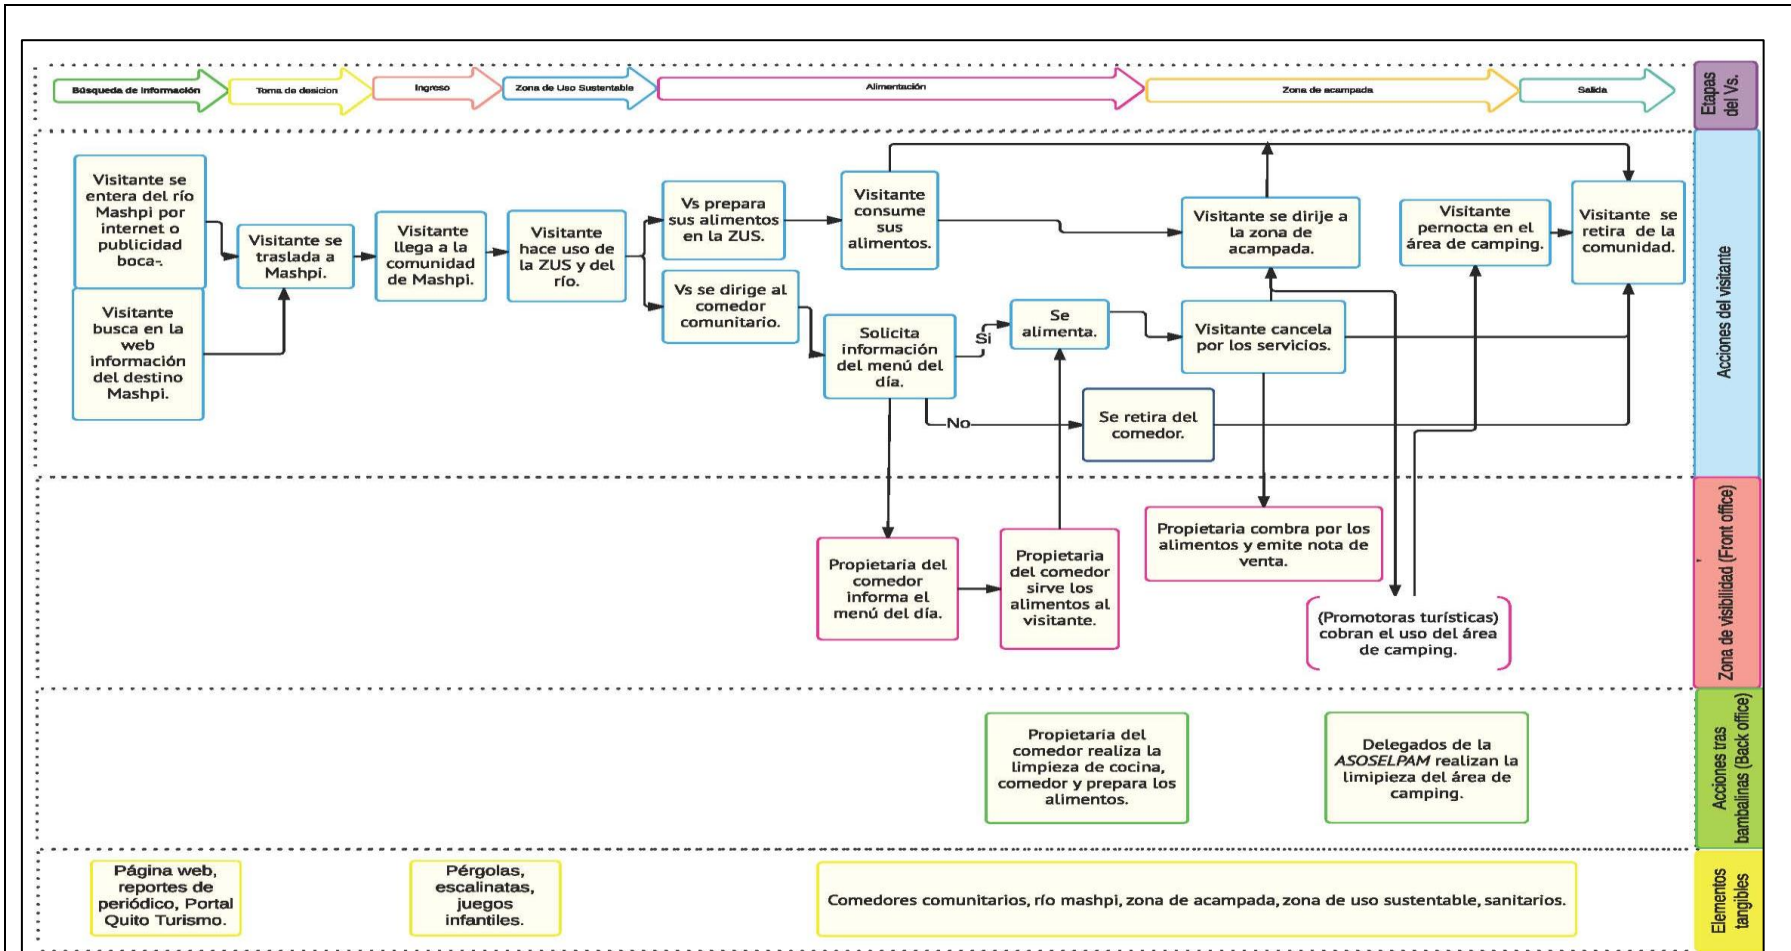 Búsqueda de Información
Toma de desicion
Ingreso
Zona de Uso Sustentable
Alimentación
Zona de acampada
Salida
Etapas
del Vs.
Visitante se
entera del río
Mashpi por
internet o
publicidad
boca-.
Visitante
busca en la
web
información
del destino
Mashpi.
Visitante se
traslada a
Mashpi.
Visitante
llega a la
comunidad
de Mashpi.
Visitante
hace uso de
la ZUS y del
río.
Vs prepara
sus alimentos
en la ZUS.
Vs se dirige al
comedor
comunitario.
Visitante
consume
sus
alimentos.
Solicita
información
del menú del
día.
Si
No
Se
alimenta.
Se retira del
comedor.
Visitante se dirije a
la zona de
acampada.
Visitante cancela
por los servicios.
Visitante
pernocta en el
área de camping.
Visitante se
retira de la
comunidad.
Acciones del visitante
Propietaria del
comedor
informa el
menú del día.
Propietaria
del comedor
sirve los
alimentos al
visitante.
Propietaria combra por los
alimentos y emite nota de
venta.
(Promotoras turísticas)
cobran el uso del área
de camping.
Zona de visibilidad (Front office)
Propietaria del
comedor realiza la
limpieza de cocina,
comedor y prepara los
alimentos.
Delegados de la
ASOSELPAM realizan la
limipieza del área de
camping.
Acciones tras
bambalinas (Back office)
Página web,
reportes de
periódico, Portal
Quito Turismo.
Pérgolas,
escalinatas,
juegos
infantiles.
Comedores comunitarios, río mashpi, zona de acampada, zona de uso sustentable, sanitarios.
Elementos
tangibles